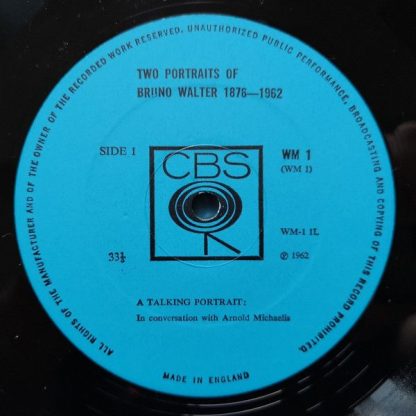 ALL RIGHTS OF THE MANUFACTURER AND OF THE OWNER OF THE RECORDED WORK RESERVED. UNAUTHORIZED PUBLIC PERFORMANCE, BROADCASTING AND COPYING OF THIS RECORD PROHIBITED.
TWO PORTRAITS OF
BRUNO WALTER 1876—1962
SIDE 1
CBS
WM 1
(WM 1)
33⅓
WM-1 1L
℗ 1962
A TALKING PORTRAIT:
In conversation with Arnold Michaelis
MADE IN ENGLAND